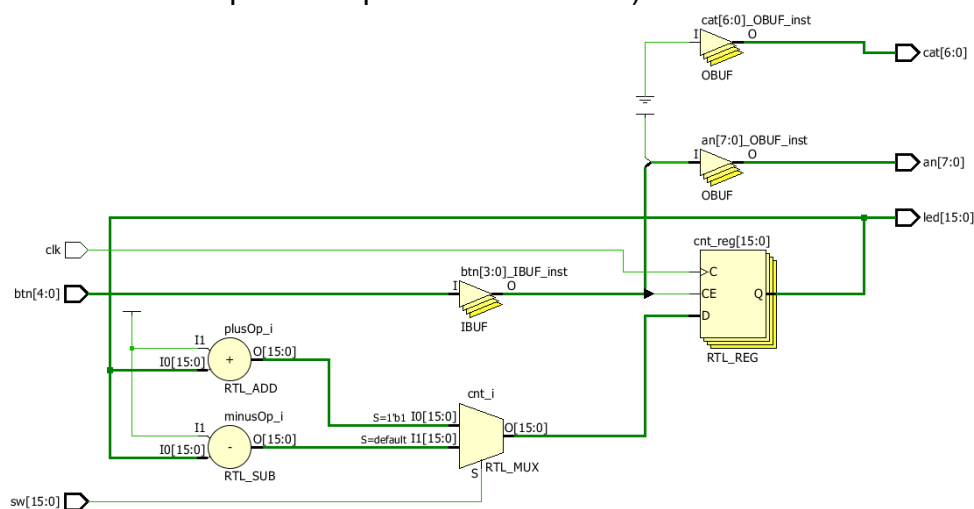 cat[6:0]_OBUF_inst
I
O
cat[6:0]
OBUF
an[7:0]_OBUF_inst
I
O
an[7:0]
OBUF
led[15:0]
clk
cnt_reg[15:0]
C
btn[3:0]_IBUF_inst
btn[4:0]
I
O
CE
Q
IBUF
D
plusOp_i
I1
O[15:0]
I0[15:0]
+
RTL_REG
RTL_ADD
cnt_i
minusOp_i
S=1'b1 I0[15:0]
I1
O[15:0]
S=default I1[15:0]
O[15:0]
I0[15:0]
-
RTL_MUX
RTL_SUB
S
sw[15:0]